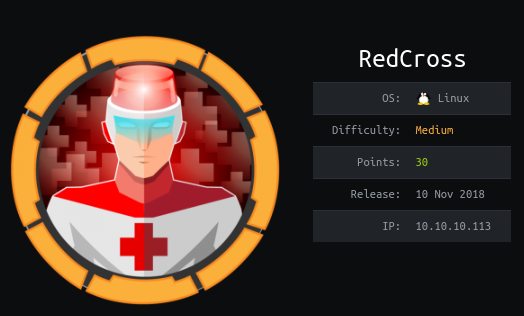 RedCross
OS: Linux
Difficulty: Medium
Points: 30
Release: 10 Nov 2018
IP: 10.10.10.113